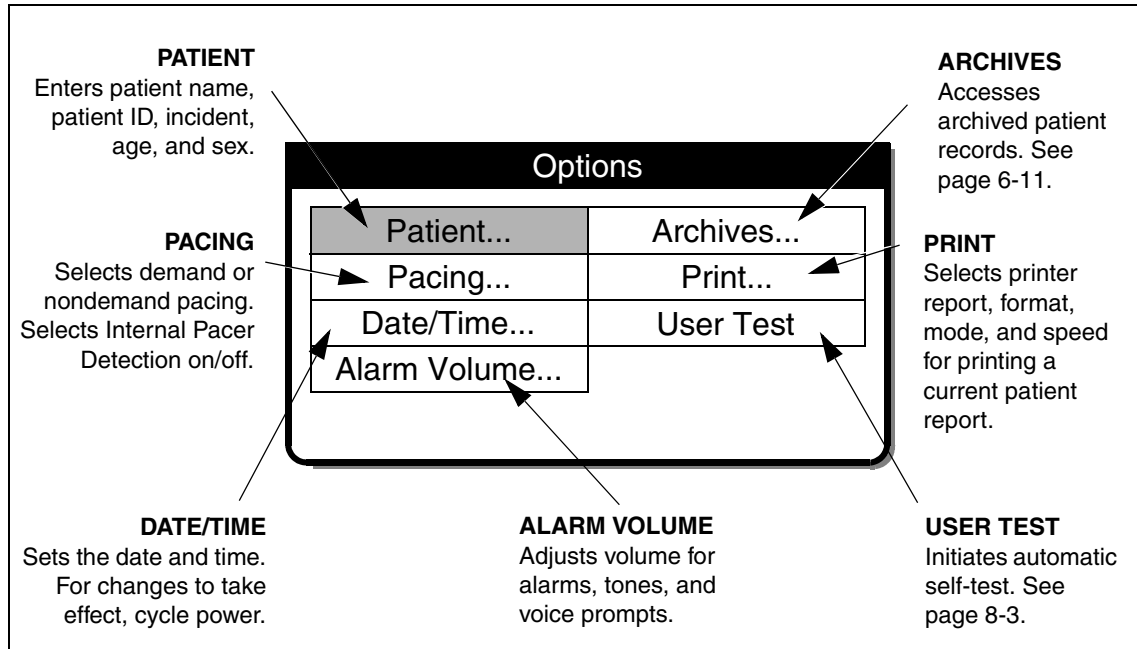 PATIENT
Enters patient name,
patient ID, incident,
age, and sex.
ARCHIVES
Accesses
archived patient
records. See
page 6-11.
Options
Patient...
Archives...
Pacing...
Print...
Date/Time...
User Test
Alarm Volume...
PACING
Selects demand or
nondemand pacing.
Selects Internal Pacer
Detection on/off.
PRINT
Selects printer
report, format,
mode, and speed
for printing a
current patient
report.
DATE/TIME
Sets the date and time.
For changes to take
effect, cycle power.
ALARM VOLUME
Adjusts volume for
alarms, tones, and
voice prompts.
USER TEST
Initiates automatic
self-test. See
page 8-3.